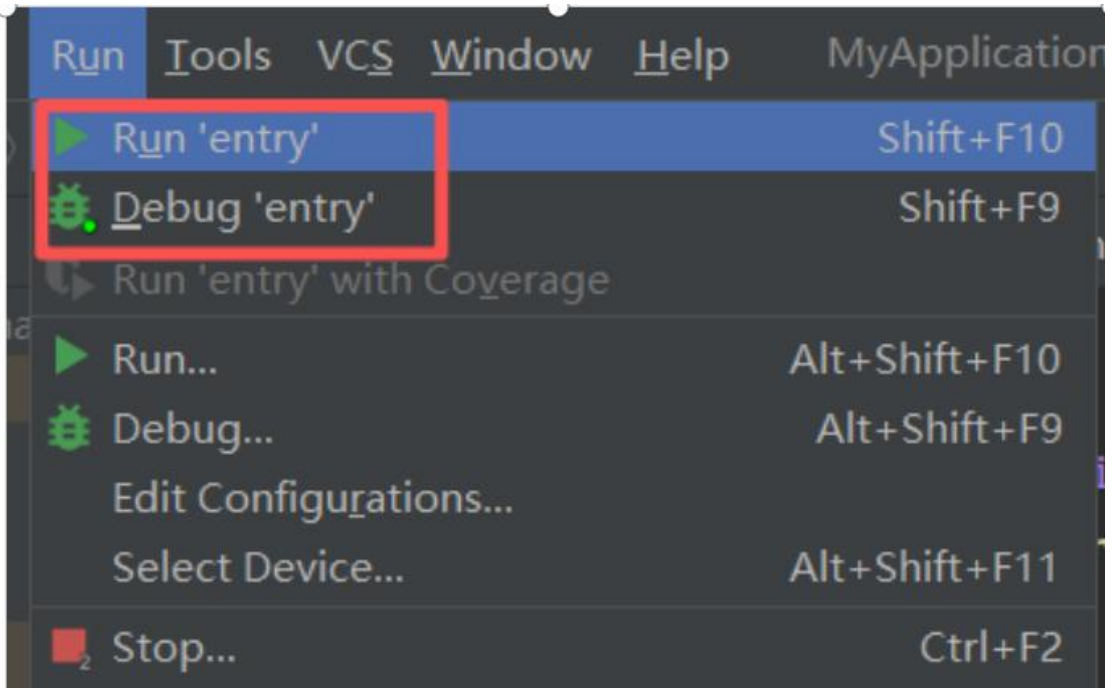 Run Tools VCS Window Help MyApplication
Run 'entry' Shift+F10
Debug 'entry' Shift+F9
Run 'entry' with Coverage
Run... Alt+Shift+F10
Debug... Alt+Shift+F9
Edit Configurations...
Select Device... Alt+Shift+F11
2 Stop... Ctrl+F2